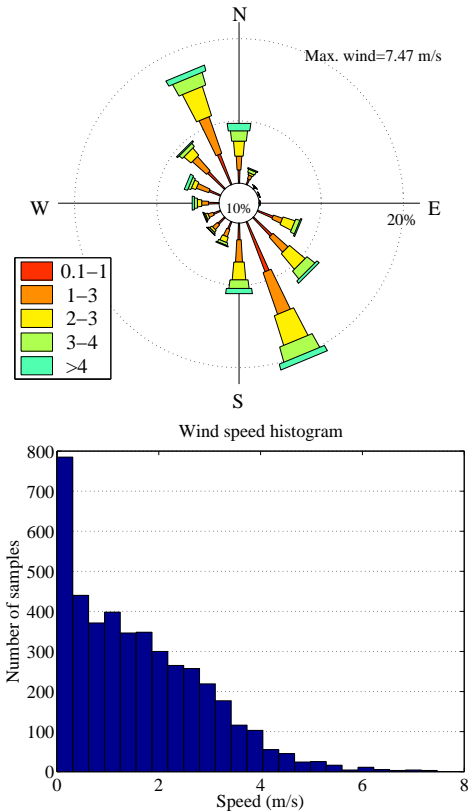 N
Max. wind=7.47 m/s
W
10%
E
20%
0.1−1
1−3
2−3
3−4
>4
S
Wind speed histogram
800
700
600
500
400
300
200
100
0
Number of samples
0
2
4
6
8
Speed (m/s)